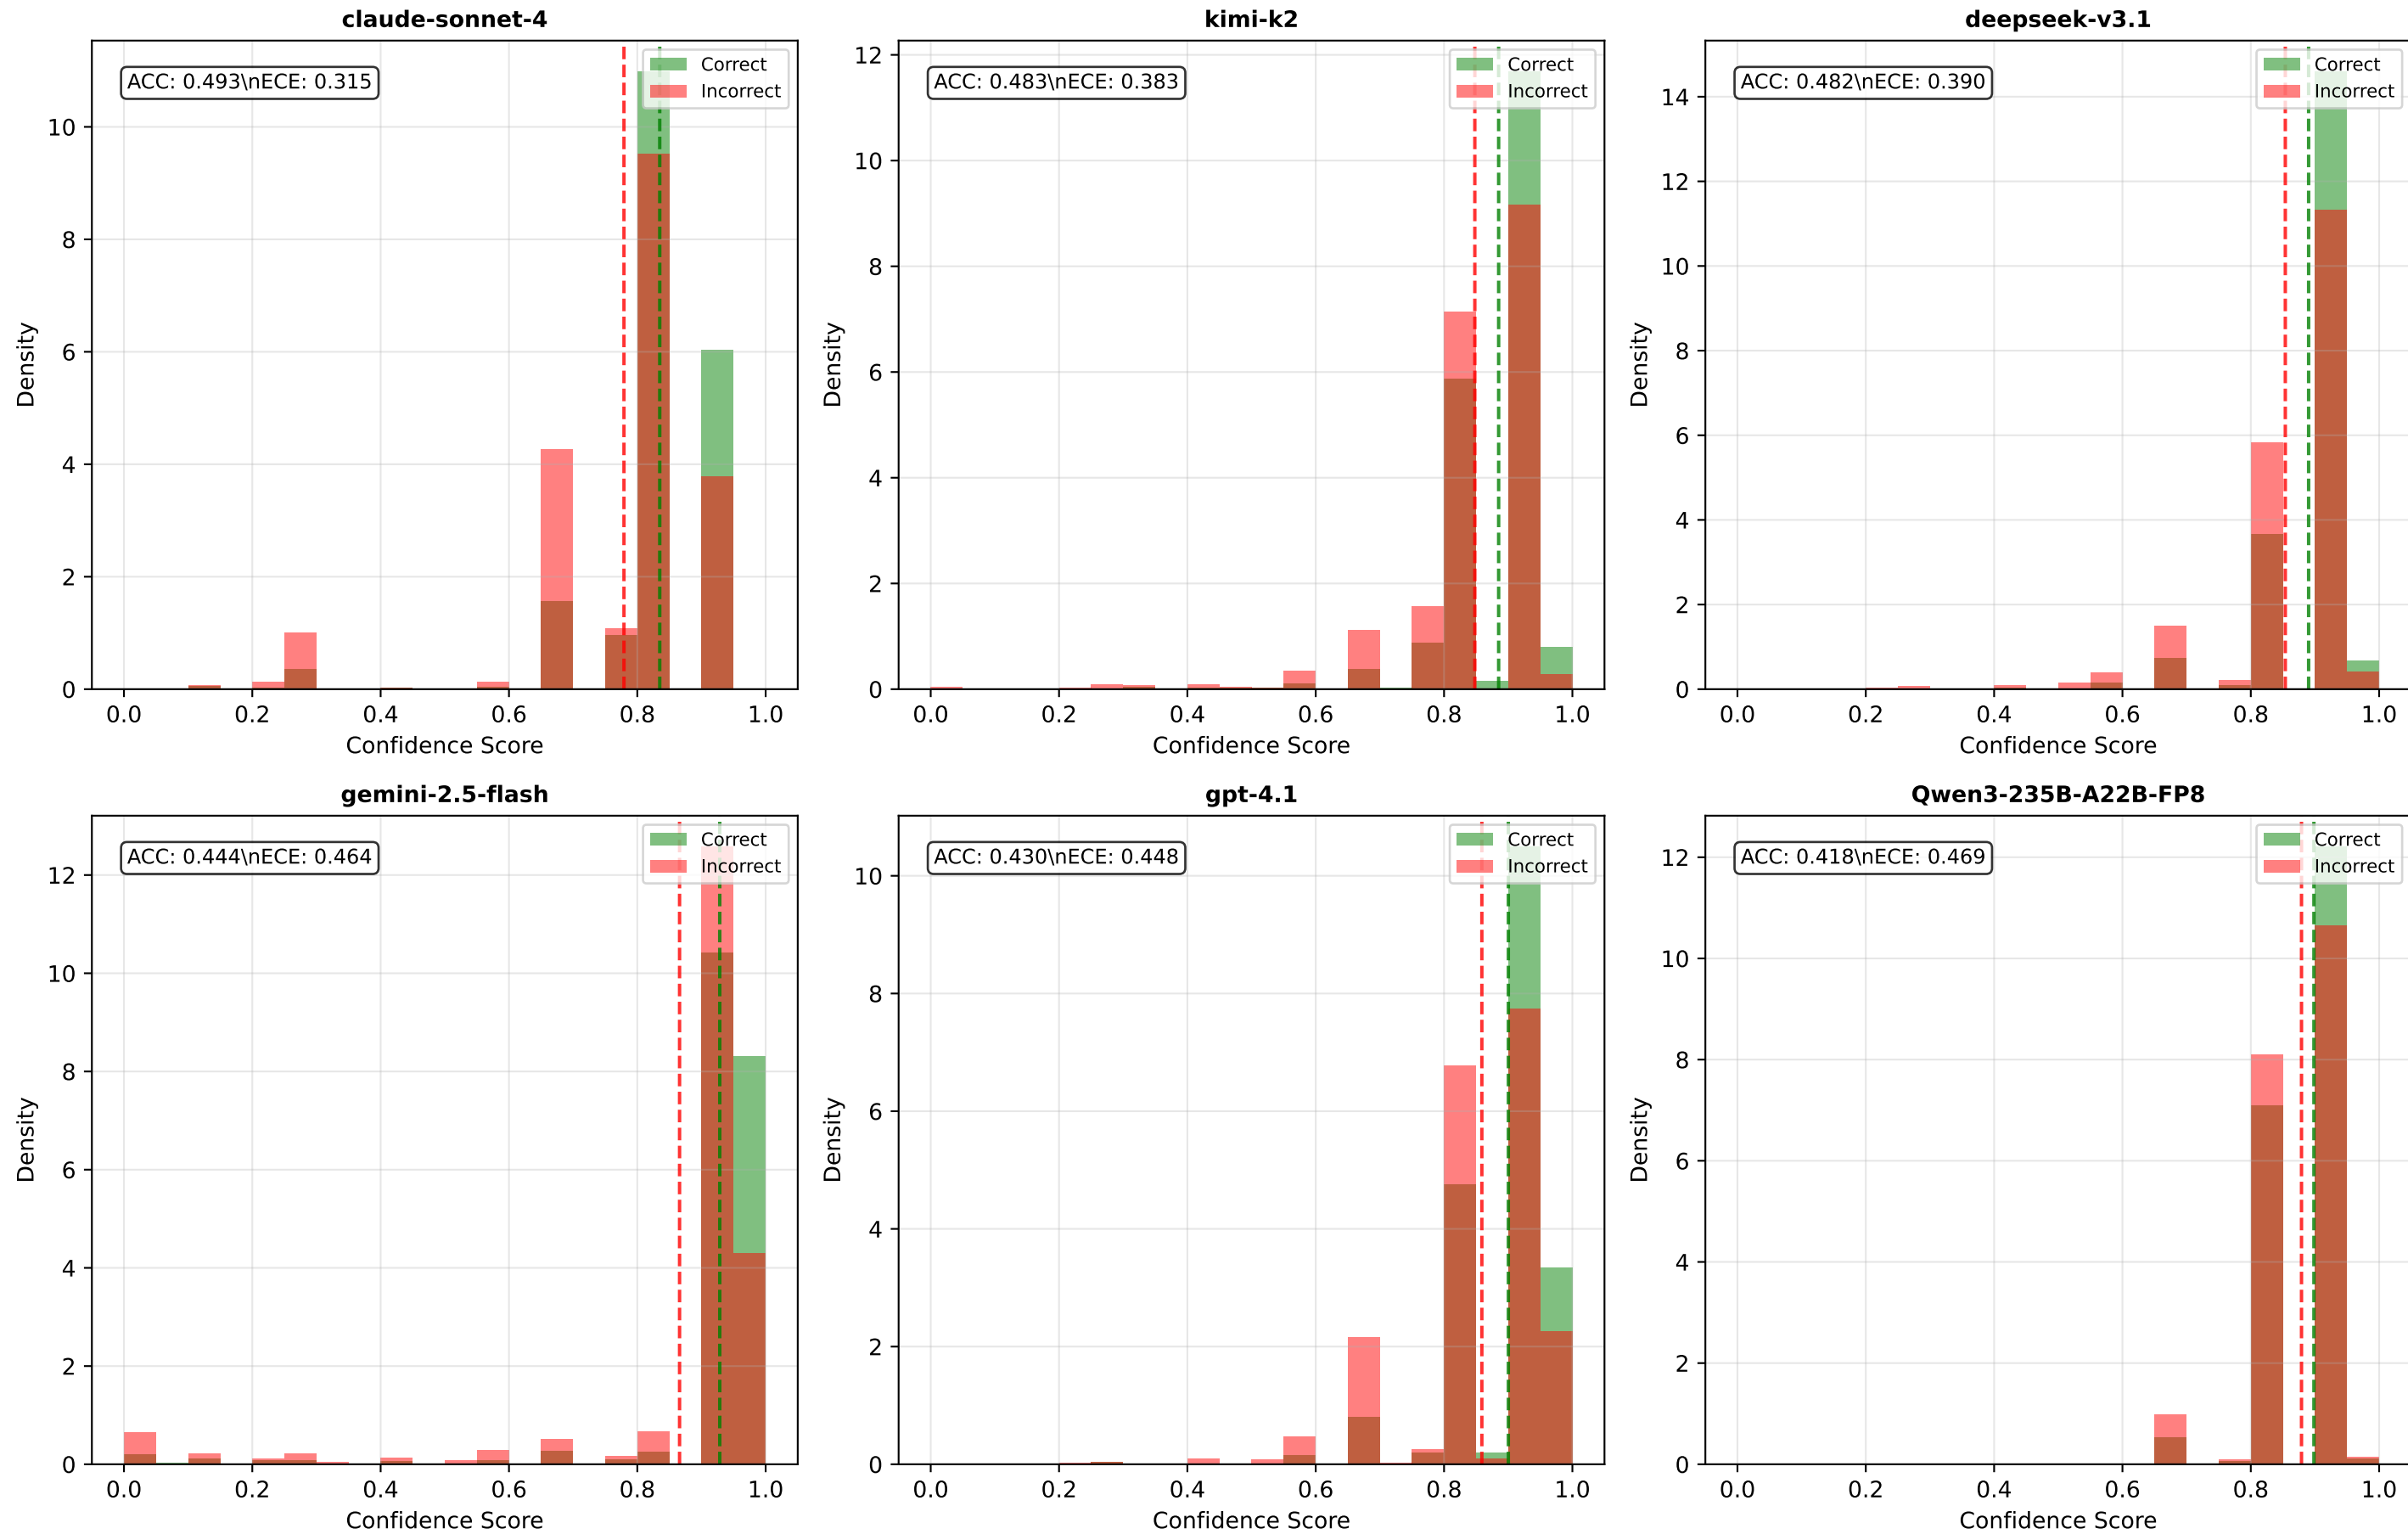 claude-sonnet-4
ACC: 0.493\nECE: 0.315
Correct
Incorrect
10
8
6
4
2
0
Density
0.0 0.2 0.4 0.6 0.8 1.0
Confidence Score
kimi-k2
ACC: 0.483\nECE: 0.383
Correct
Incorrect
12
10
8
6
4
2
0
Density
0.0 0.2 0.4 0.6 0.8 1.0
Confidence Score
deepseek-v3.1
ACC: 0.482\nECE: 0.390
Correct
Incorrect
14
12
10
8
6
4
2
0
Density
0.0 0.2 0.4 0.6 0.8 1.0
Confidence Score
gemini-2.5-flash
ACC: 0.444\nECE: 0.464
Correct
Incorrect
12
10
8
6
4
2
0
Density
0.0 0.2 0.4 0.6 0.8 1.0
Confidence Score
gpt-4.1
ACC: 0.430\nECE: 0.448
Correct
Incorrect
10
8
6
4
2
0
Density
0.0 0.2 0.4 0.6 0.8 1.0
Confidence Score
Qwen3-235B-A22B-FP8
ACC: 0.418\nECE: 0.469
Correct
Incorrect
12
10
8
6
4
2
0
Density
0.0 0.2 0.4 0.6 0.8 1.0
Confidence Score